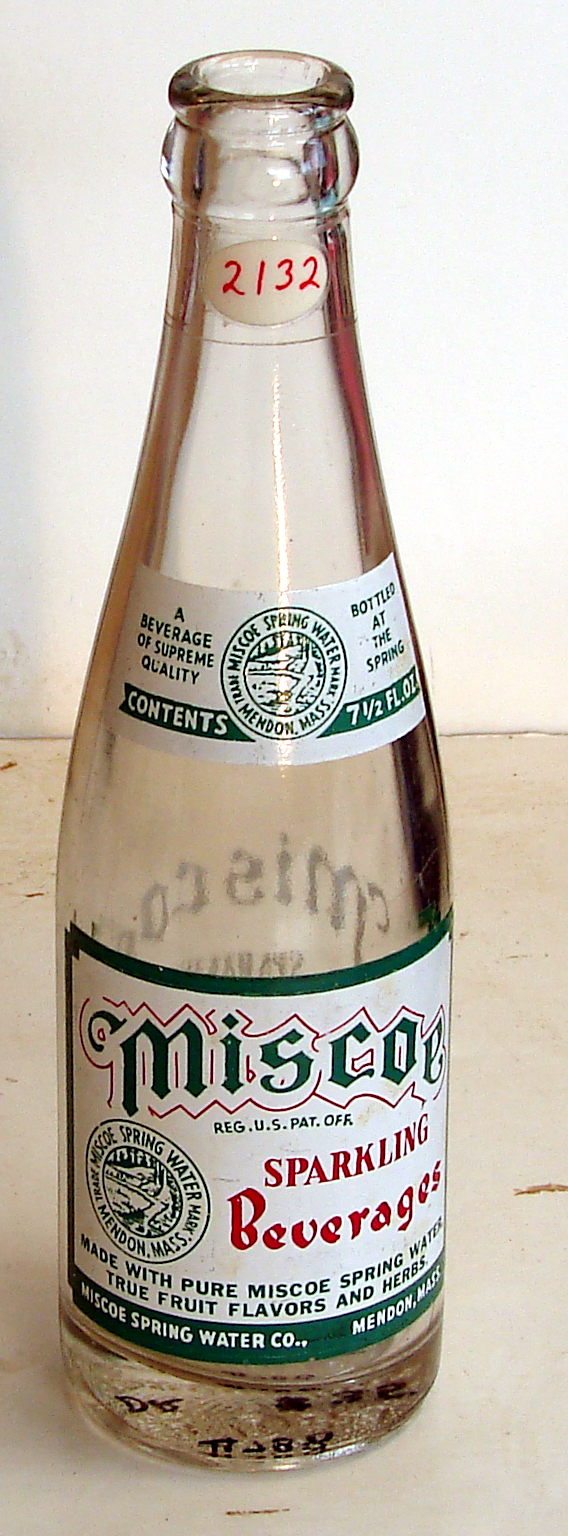 2132
A
BEVERAGE
OF SUPREME
QUALITY
CONTENTS
MISCOE SPRING WATER
TRADE MARK
MENDON, MASS.
BOTTLED
AT
THE
SPRING
7 1/2 FL.OZ.
Miscoe
REG. U.S. PAT. OFF.
MISCOE SPRING WATER
TRADE MARK
MENDON, MASS.
SPARKLING
Beverages
MADE WITH PURE MISCOE SPRING WATER,
TRUE FRUIT FLAVORS AND HERBS.
MISCOE SPRING WATER CO., MENDON, MASS.